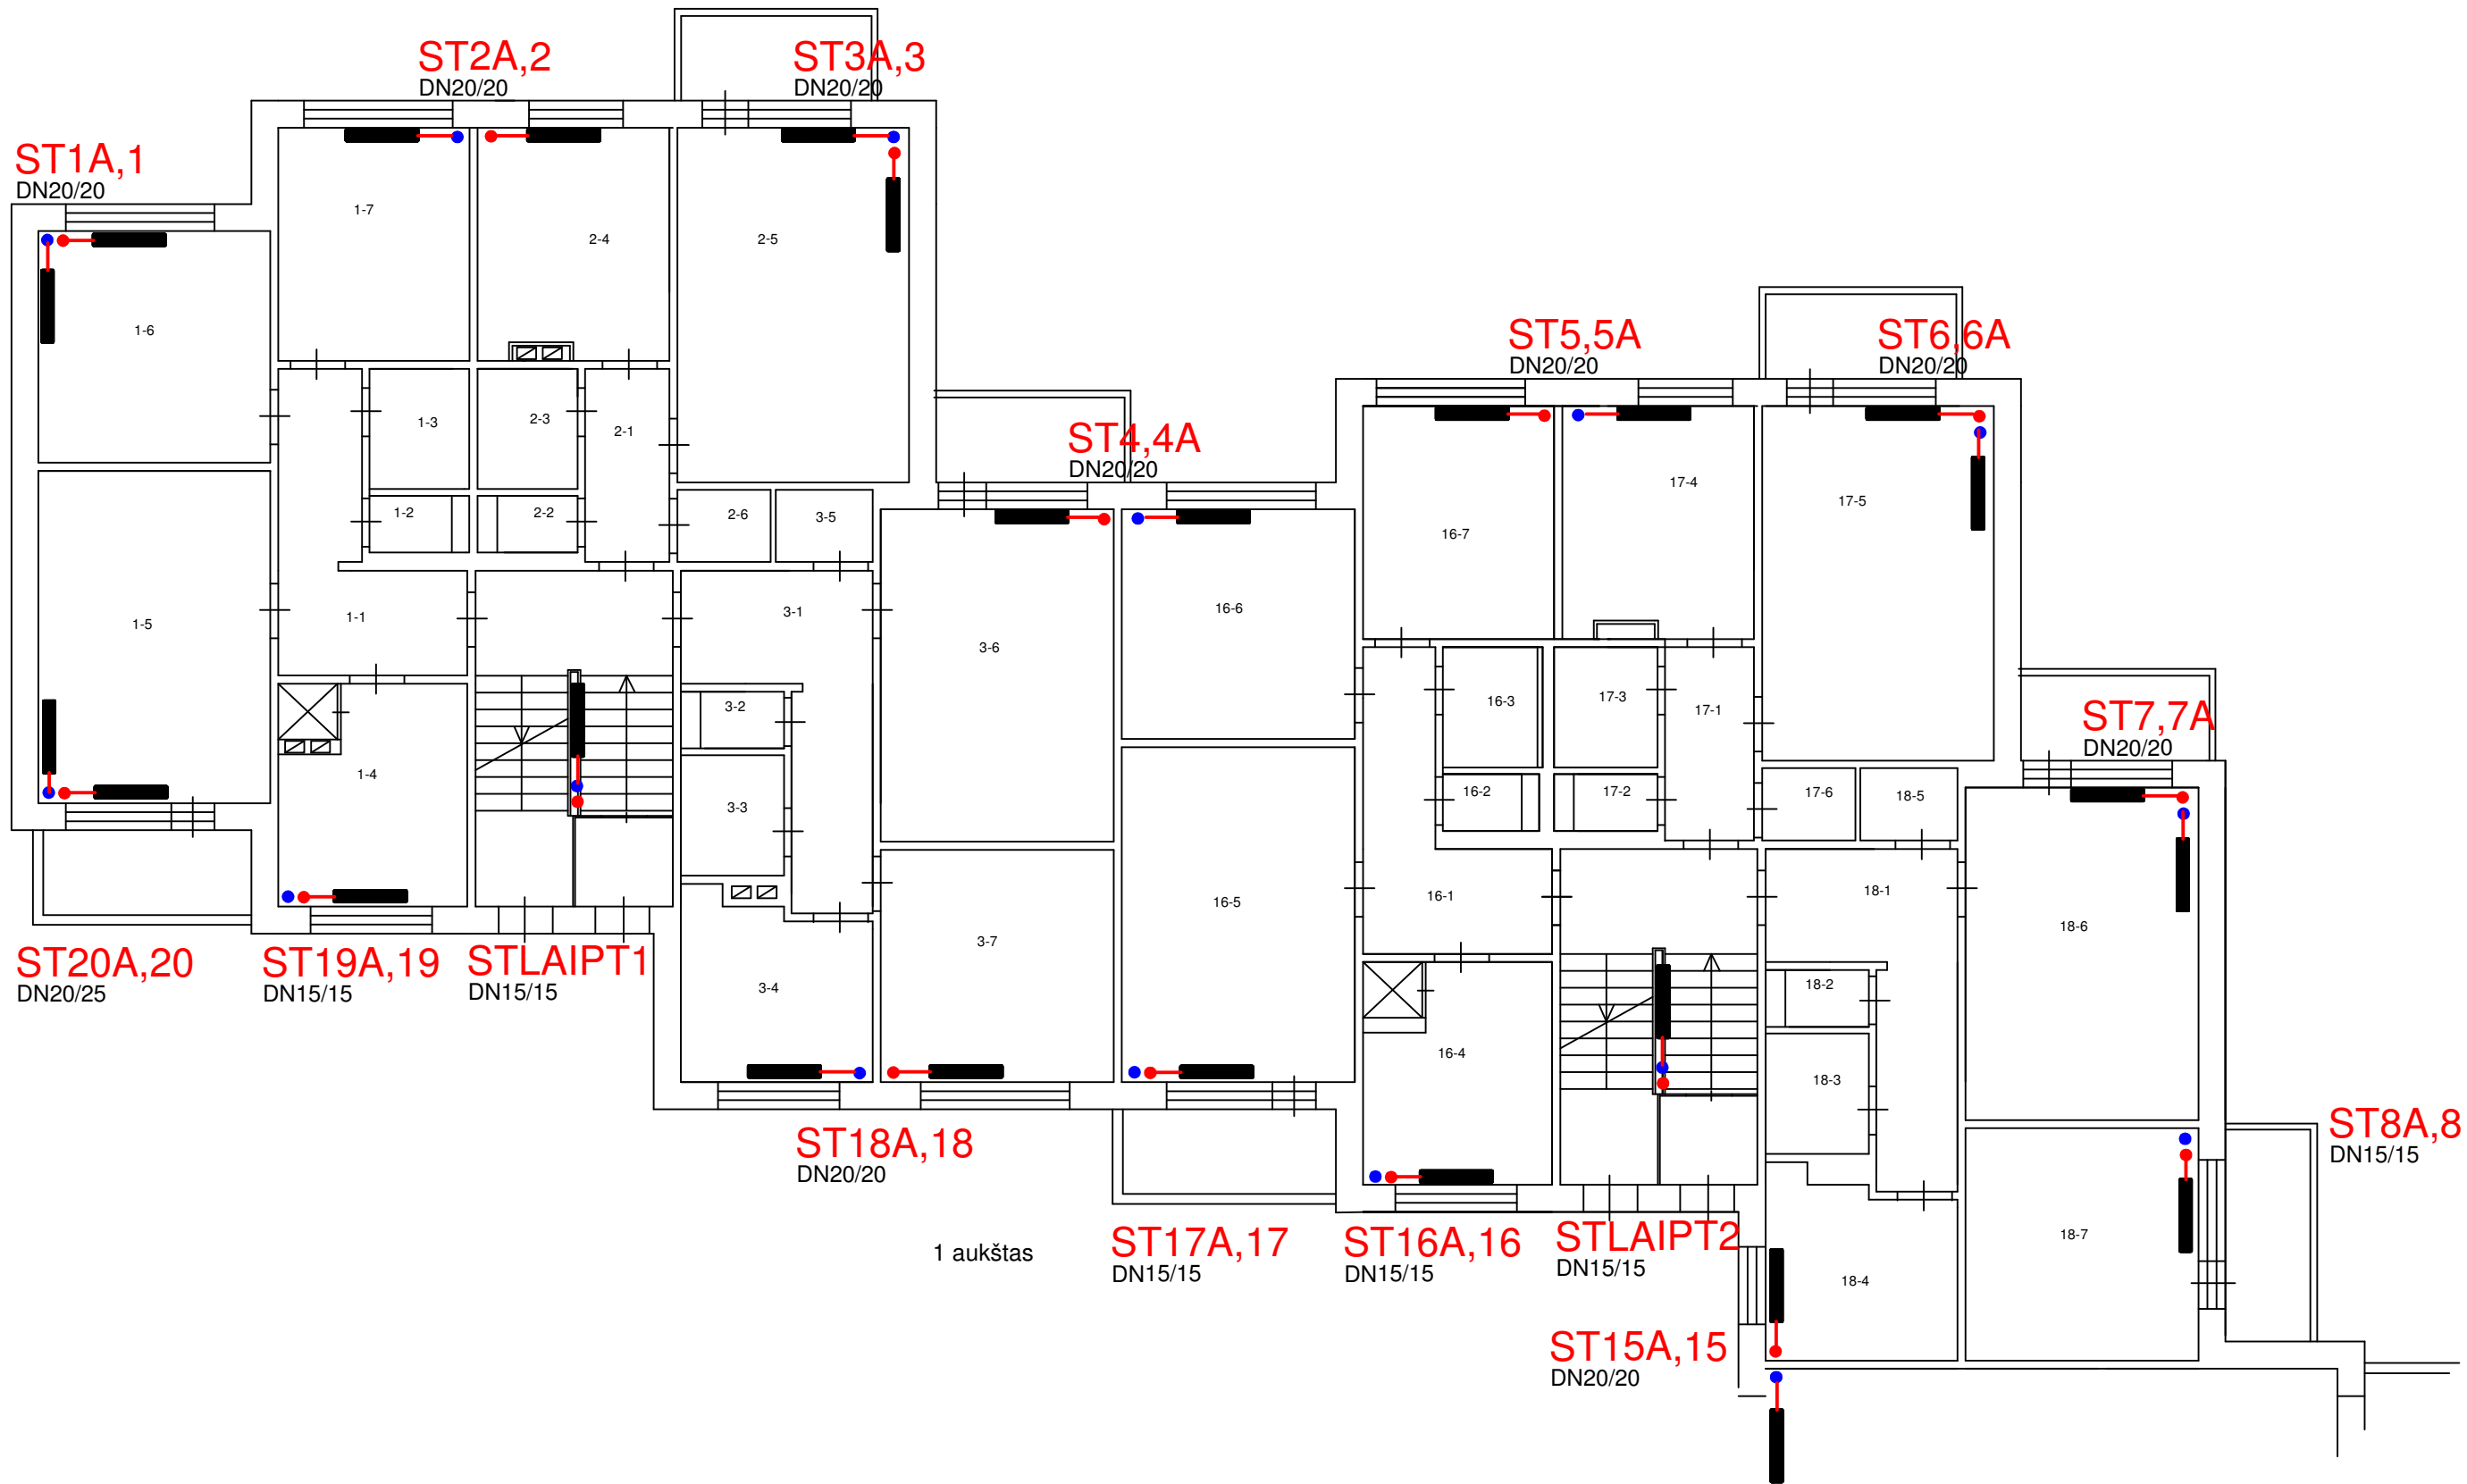 ST2A,2
DN20/20
ST3A,3
DN20/20
ST1A,1
DN20/20
1-7
2-4
2-5
1-6
ST5,5A
DN20/20
ST6,6A
DN20/20
1-3
2-3
2-1
ST4,4A
DN20/20
1-2
2-2
2-6
3-5
16-7
17-4
17-5
1-5
1-1
3-1
3-6
16-6
3-2
16-3
17-3
17-1
ST7,7A
DN20/20
1-4
3-3
16-2
17-2
17-6
18-5
16-5
16-1
18-1
3-7
18-6
ST20A,20
DN20/25
ST19A,19
DN15/15
STLAIPT1
DN15/15
3-4
18-2
16-4
18-3
ST18A,18
DN20/20
ST8A,8
DN15/15
1 aukštas
ST17A,17
DN15/15
ST16A,16
DN15/15
STLAIPT2
DN15/15
18-4
18-7
ST15A,15
DN20/20